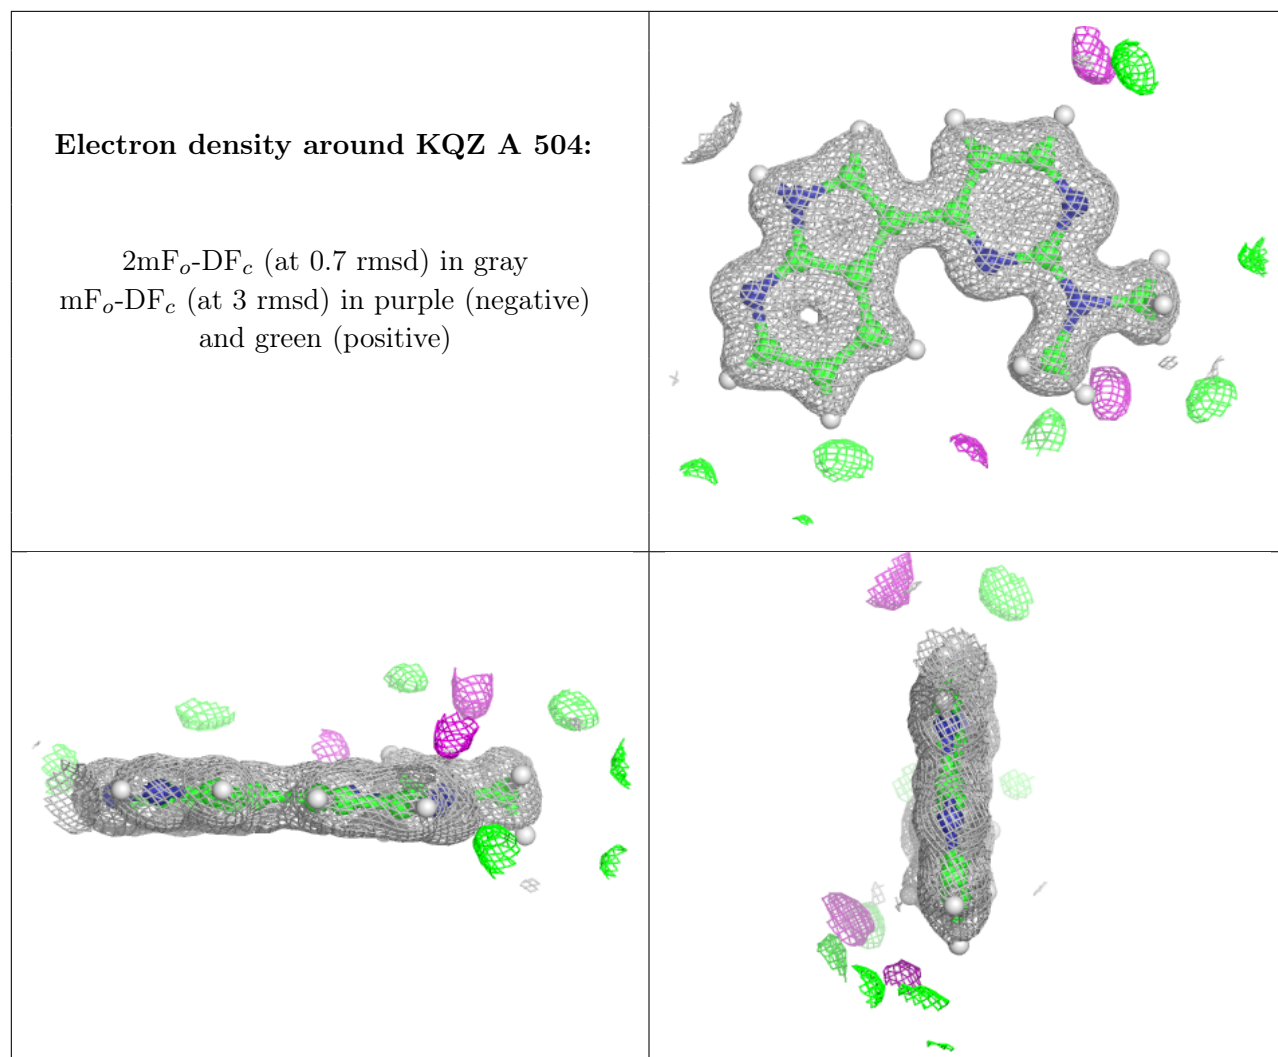 Electron density around KQZ A 504:
2mFo-DFc (at 0.7 rmsd) in gray
mFo-DFc (at 3 rmsd) in purple (negative)
and green (positive)